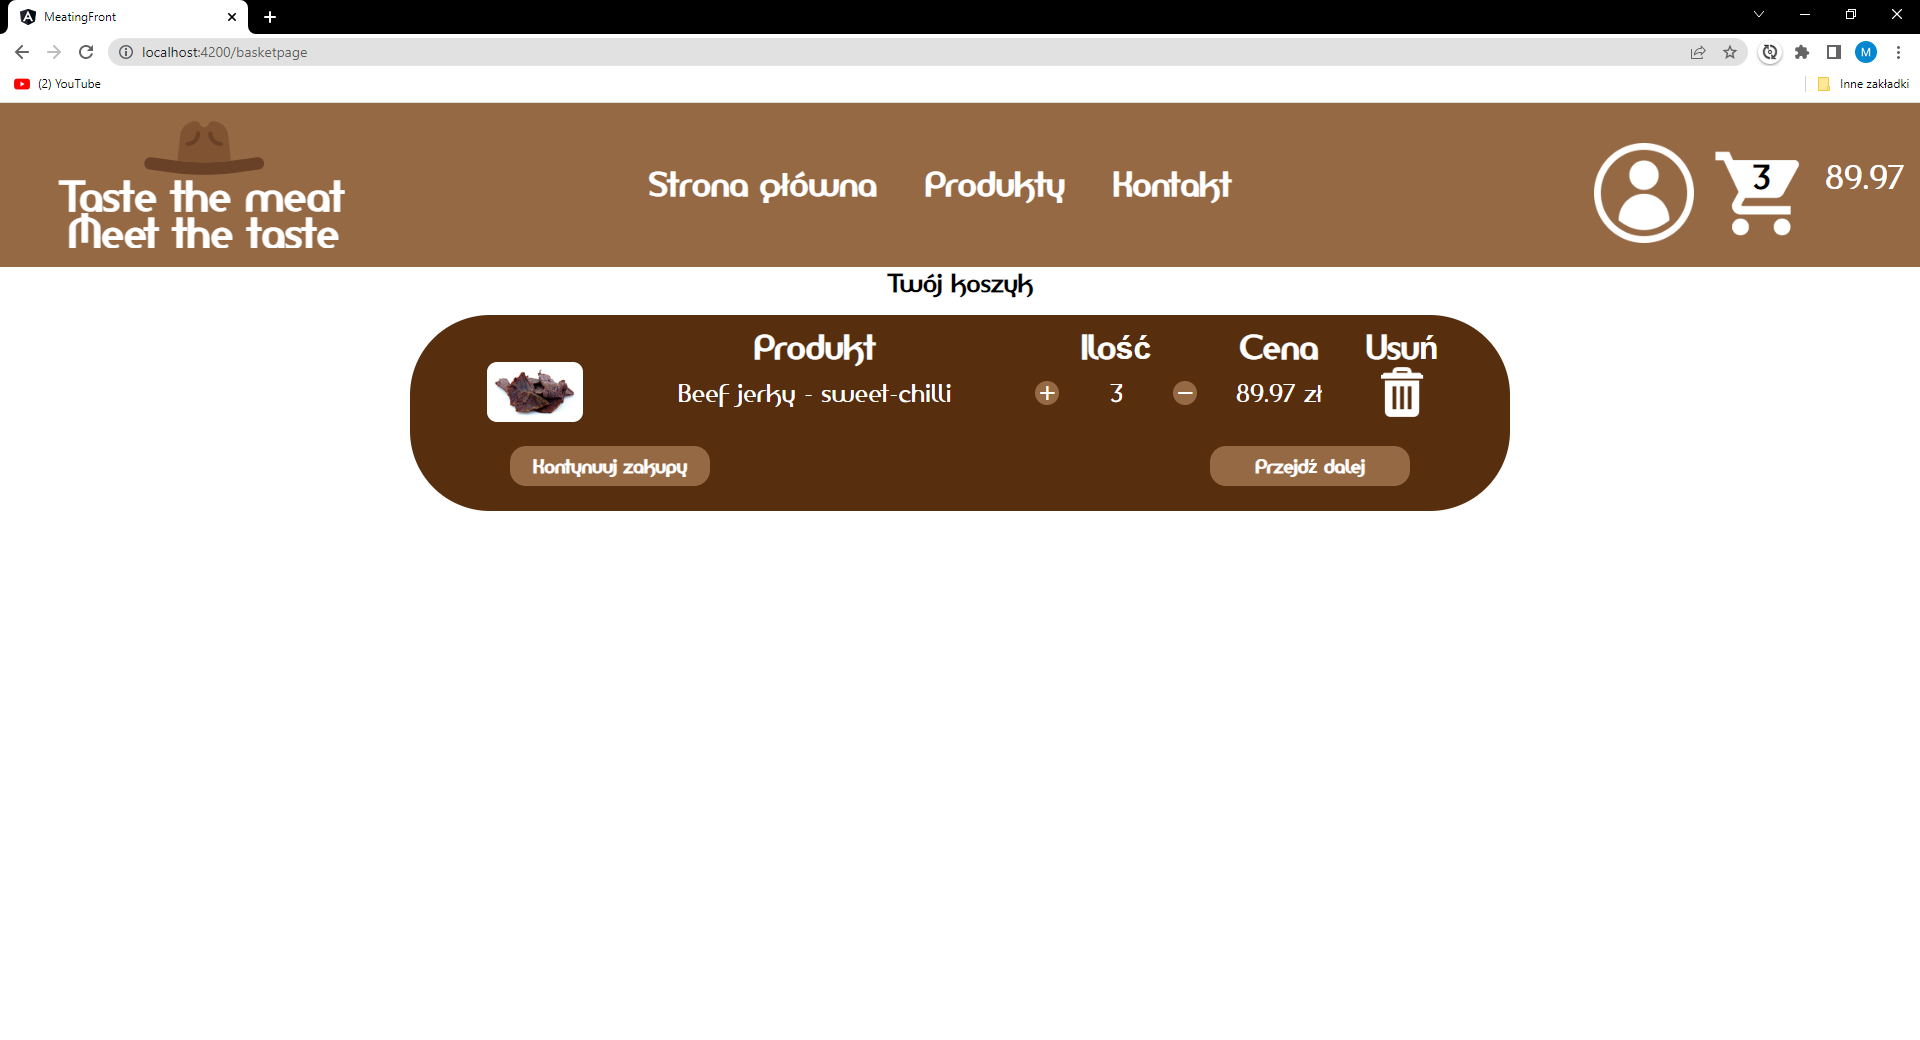 MeatingFront
localhost:4200/basketpage
M
(2) YouTube
Inne zakładki
Taste the meat
Meet the taste
Strona główna
Produkty
Kontakt
3
89.97
Twój koszyk
Produkt
Ilość
Cena
Usuń
Beef jerky - sweet-chilli
+
3
−
89.97 zł
Kontynuuj zakupy
Przejdź dalej